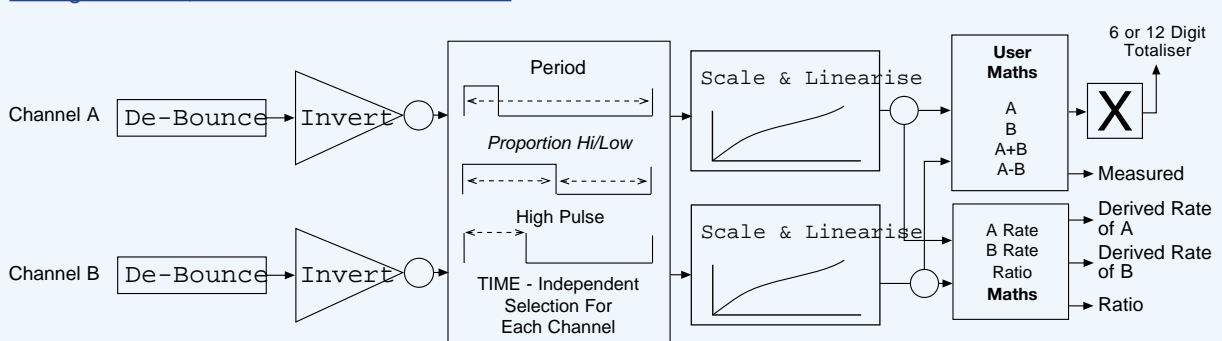 Channel A
De-Bounce
Invert
Period
Proportion Hi/Low
High Pulse
TIME - Independent
Selection For
Each Channel
Scale & Linearise
User
Maths
A
B
A+B
A-B
X
6 or 12 Digit
Totaliser
Measured
Channel B
De-Bounce
Invert
Scale & Linearise
A Rate
B Rate
Ratio
Maths
Derived Rate
of A
Derived Rate
of B
Ratio